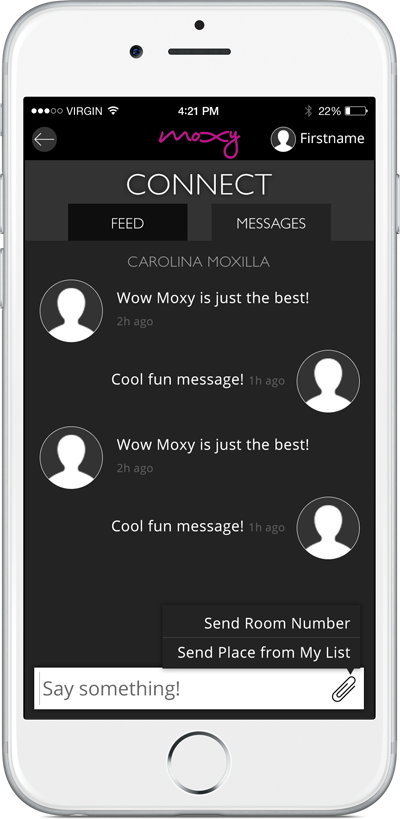 VIRGIN 4:21 PM 22%
moxy Firstname
CONNECT
FEED MESSAGES
CAROLINA MOXILLA
Wow Moxy is just the best!
2h ago
Cool fun message! 1h ago
Wow Moxy is just the best!
2h ago
Cool fun message! 1h ago
Send Room Number
Send Place from My List
Say something!